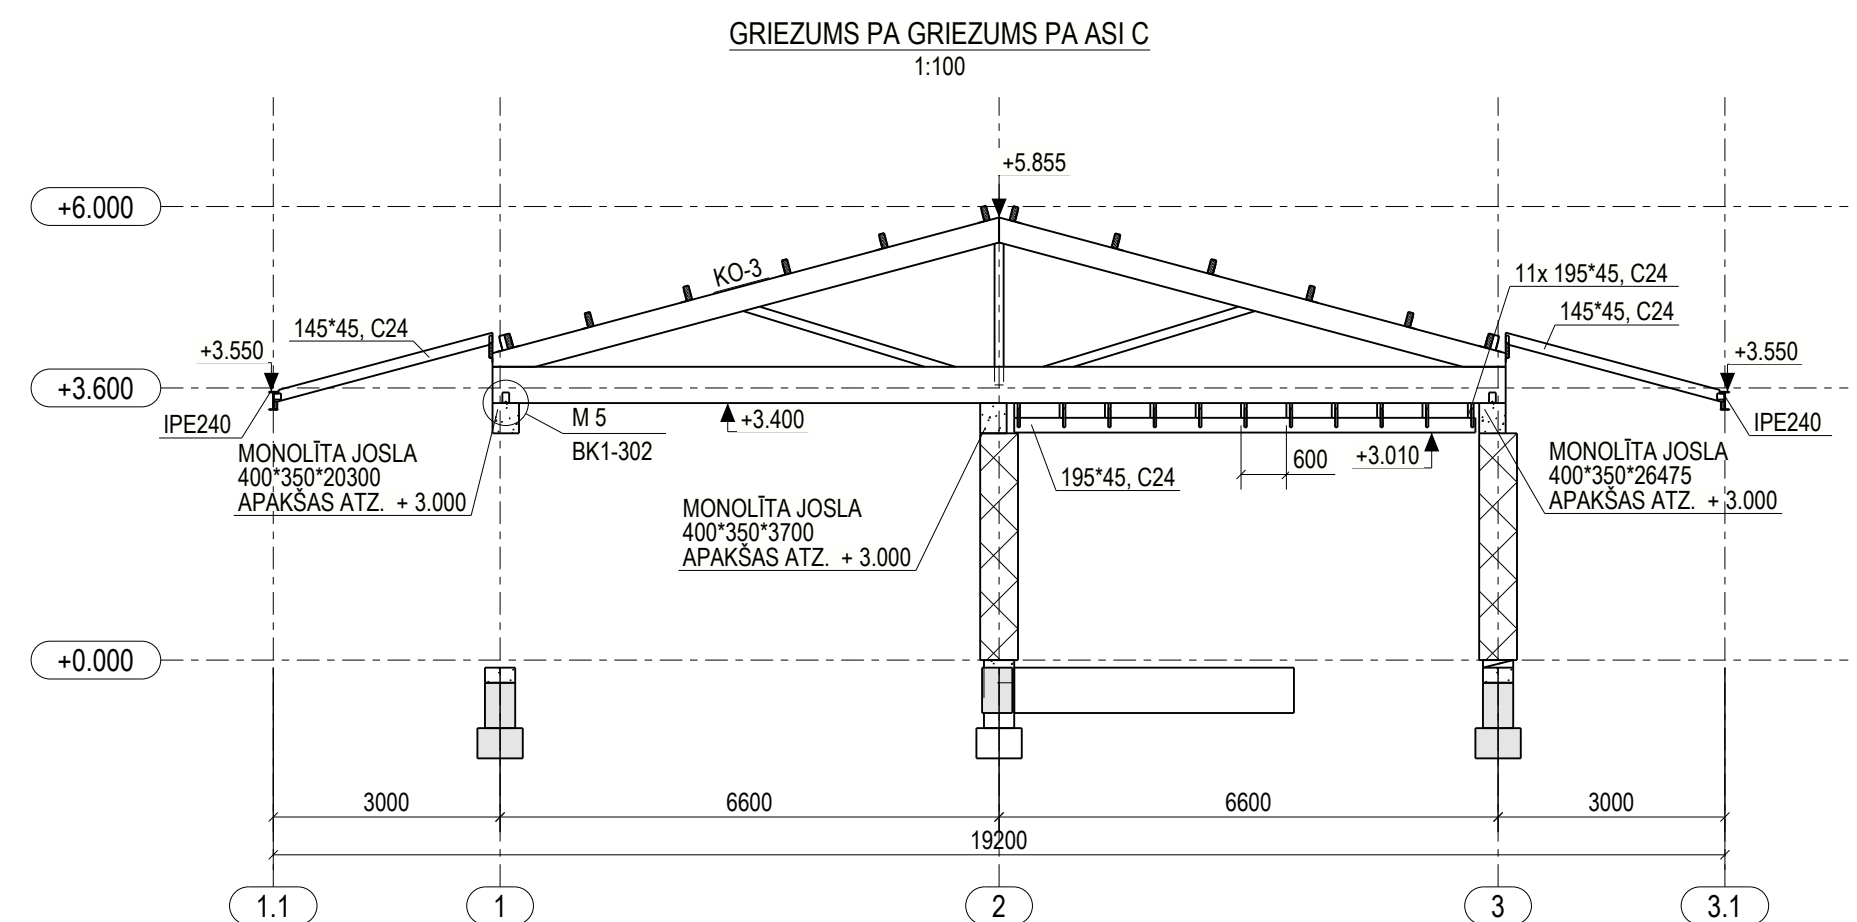 GRIEZUMS PA GRIEZUMS PA ASI C
1:100
+5.855
+6.000
KO-3
11x 195*45, C24
145*45, C24
145*45, C24
+3.550
+3.550
+3.600
IPE240
M 5
BK1-302
+3.400
IPE240
MONOLĪTA JOSLA
400*350*20300
APAKŠAS ATZ. + 3.000
195*45, C24
600
+3.010
MONOLĪTA JOSLA
400*350*26475
APAKŠAS ATZ. + 3.000
MONOLĪTA JOSLA
400*350*3700
APAKŠAS ATZ. + 3.000
+0.000
3000
6600
6600
3000
19200
1.1
1
2
3
3.1